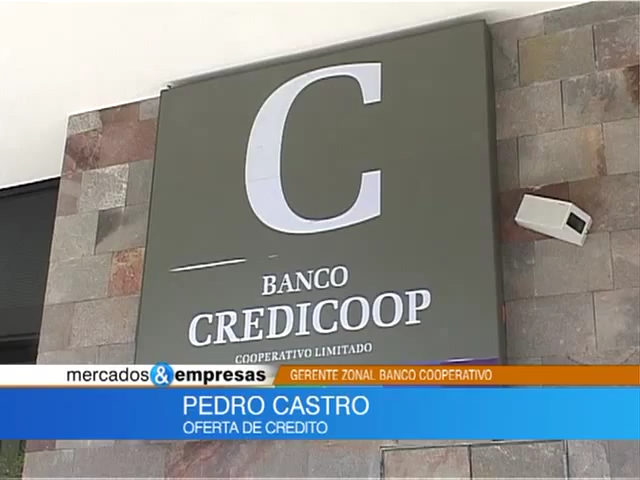 C
BANCO
CREDICOOP
COOPERATIVO LIMITADO
mercados&empresas
GERENTE ZONAL BANCO COOPERATIVO
PEDRO CASTRO
OFERTA DE CREDITO